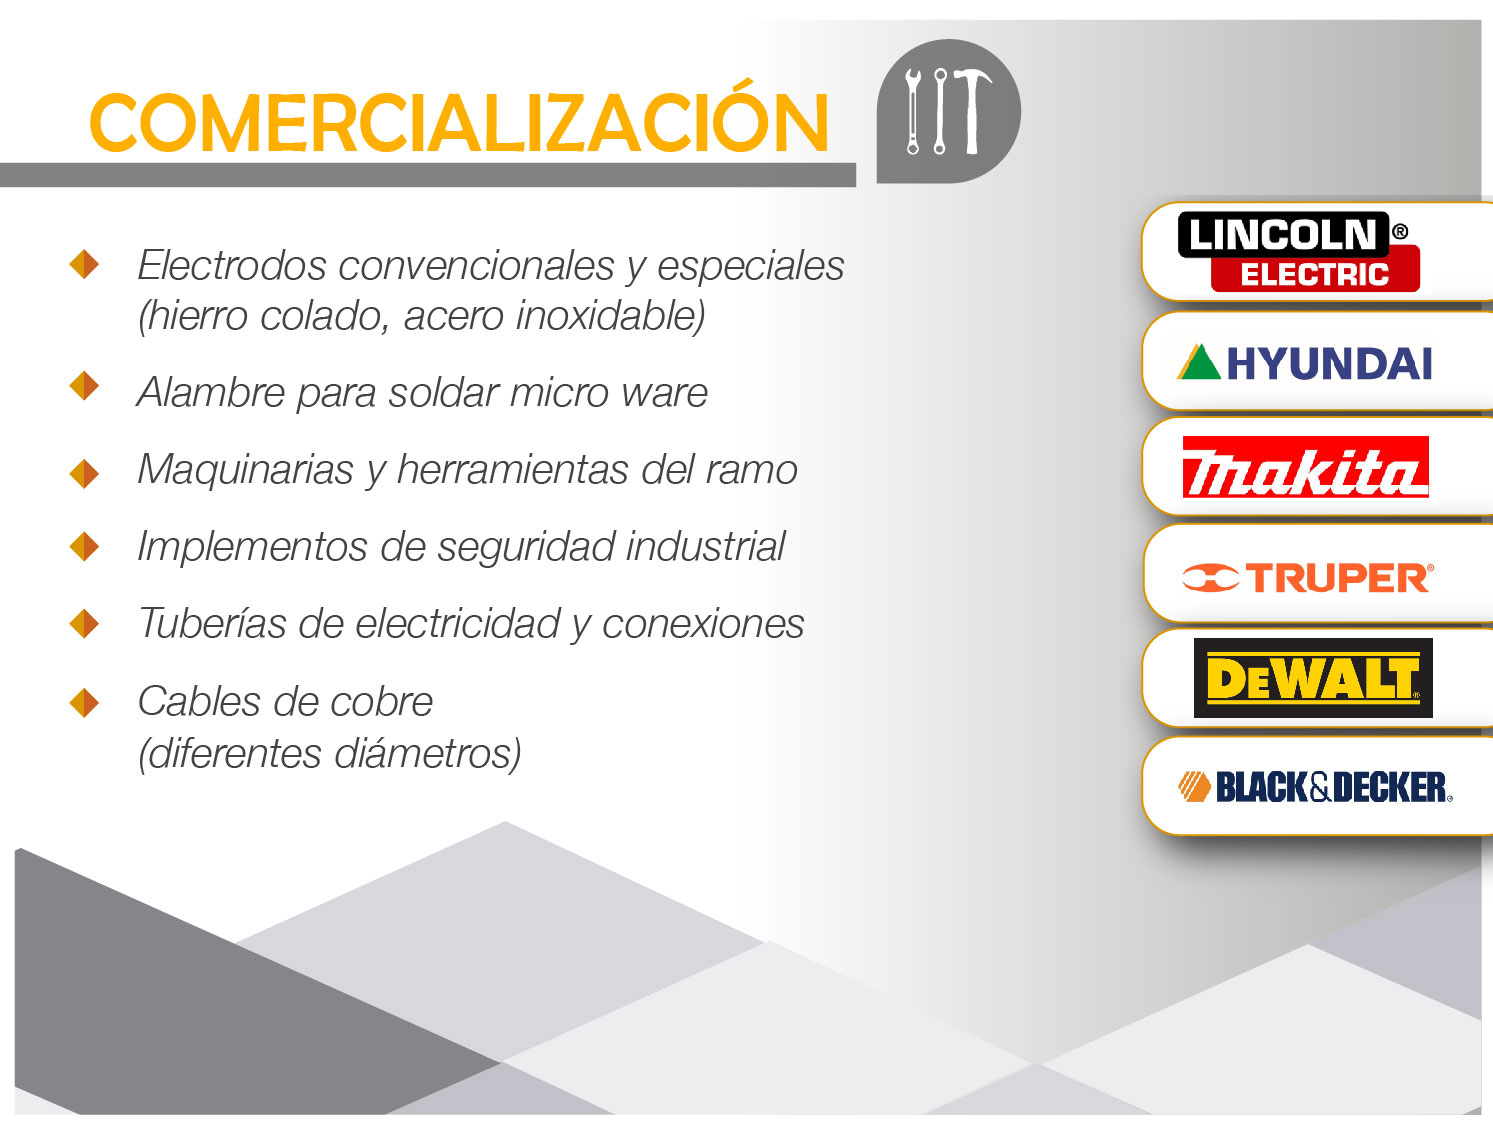 COMERCIALIZACIÓN
Electrodos convencionales y especiales
(hierro colado, acero inoxidable)
Alambre para soldar micro ware
Maquinarias y herramientas del ramo
Implementos de seguridad industrial
Tuberías de electricidad y conexiones
Cables de cobre
(diferentes diámetros)
LINCOLN ®
ELECTRIC
HYUNDAI
makita
TRUPER®
DEWALT®
BLACK&DECKER®